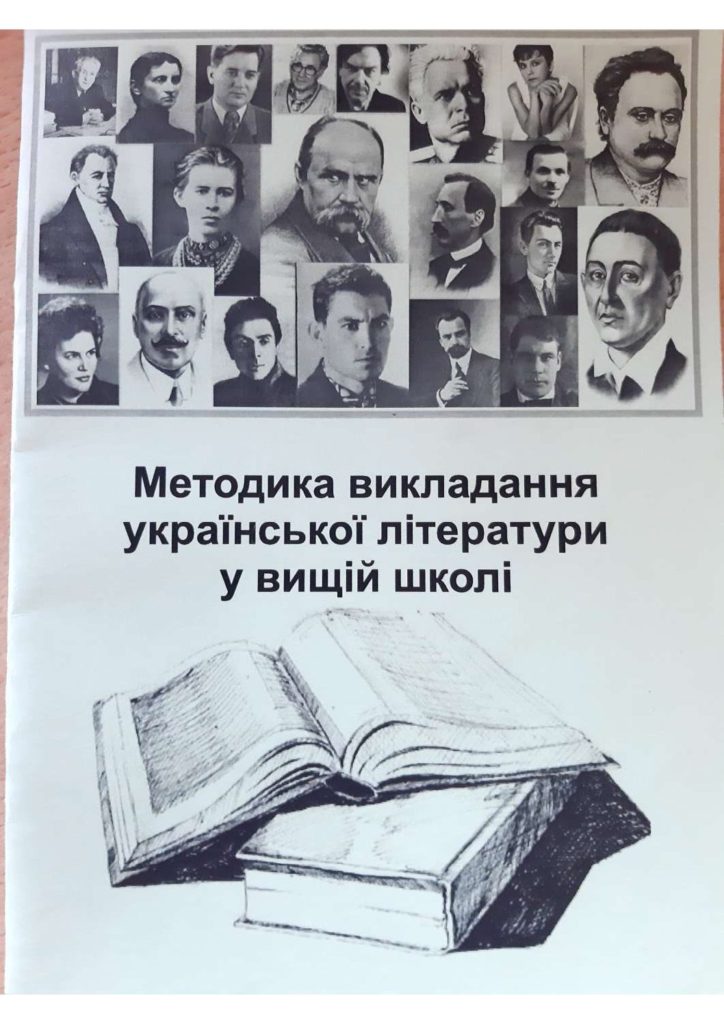 Методика викладання
української літератури
у вищій школі